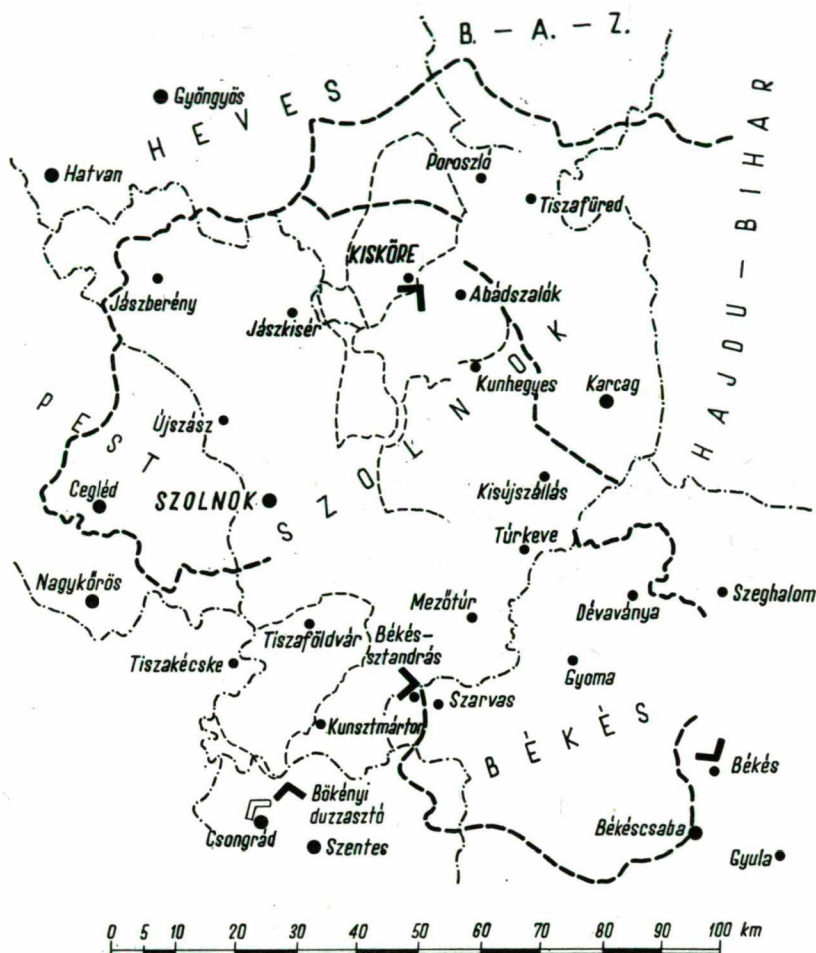 B. – A. – Z.
HEVES
Gyöngyös
HAJDU – BIHAR
Hatvan
Poroszló
Tiszafüred
KISKÖRE
Jászberény
Abádszalók
Jászkisér
Kunhegyes
Karcag
PEST
Újszász
SZOLNOK
Cegléd
SZOLNOK
Kisújszállás
Túrkeve
Nagykőrös
Mezőtúr
Dévaványa
Szeghalom
Tiszaföldvár
Békés–
sztandrás
Tiszakécske
Gyoma
Szarvas
Kunsztmárton
BÉKÉS
Békés
Bökényi
duzzasztó
Csongrád
Szentes
Békéscsaba
Gyula
0 5 10 20 30 40 50 60 70 80 90 100 km